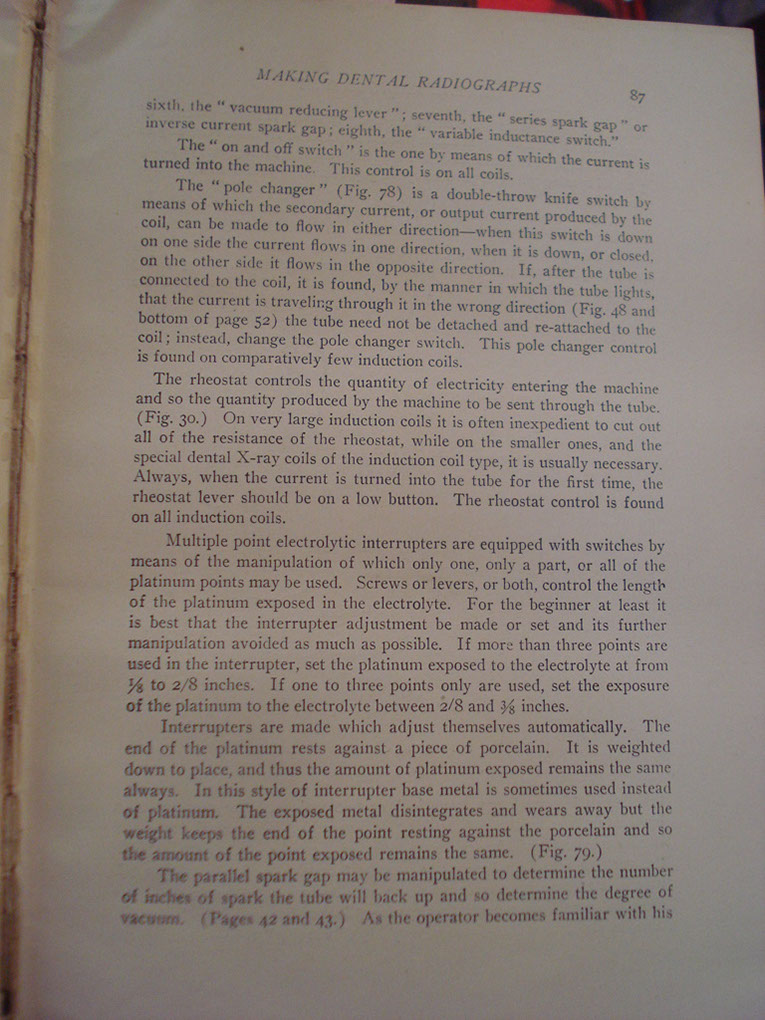 MAKING DENTAL RADIOGRAPHS
87
sixth, the " vacuum reducing lever " ; seventh, the " series spark gap " or
inverse current spark gap ; eighth, the " variable inductance switch."
The " on and off switch " is the one by means of which the current is
turned into the machine. This control is on all coils.
The " pole changer " (Fig. 78) is a double-throw knife switch by
means of which the secondary current, or output current produced by the
coil, can be made to flow in either direction—when this switch is down
on one side the current flows in one direction, when it is down, or closed,
on the other side it flows in the opposite direction. If, after the tube is
connected to the coil, it is found, by the manner in which the tube lights,
that the current is traveling through it in the wrong direction (Fig. 48 and
bottom of page 52) the tube need not be detached and re-attached to the
coil ; instead, change the pole changer switch. This pole changer control
is found on comparatively few induction coils.
The rheostat controls the quantity of electricity entering the machine
and so the quantity produced by the machine to be sent through the tube.
(Fig. 30.) On very large induction coils it is often inexpedient to cut out
all of the resistance of the rheostat, while on the smaller ones, and the
special dental X-ray coils of the induction coil type, it is usually necessary.
Always, when the current is turned into the tube for the first time, the
rheostat lever should be on a low button. The rheostat control is found
on all induction coils.
Multiple point electrolytic interrupters are equipped with switches by
means of the manipulation of which only one, only a part, or all of the
platinum points may be used. Screws or levers, or both, control the length
of the platinum exposed in the electrolyte. For the beginner at least it
is best that the interrupter adjustment be made or set and its further
manipulation avoided as much as possible. If more than three points are
used in the interrupter, set the platinum exposed to the electrolyte at from
⅛ to 2/8 inches. If one to three points only are used, set the exposure
of the platinum to the electrolyte between 2/8 and ⅜ inches.
Interrupters are made which adjust themselves automatically. The
end of the platinum rests against a piece of porcelain. It is weighted
down to place, and thus the amount of platinum exposed remains the same
always. In this style of interrupter base metal is sometimes used instead
of platinum. The exposed metal disintegrates and wears away but the
weight keeps the end of the point resting against the porcelain and so
the amount of the point exposed remains the same. (Fig. 79.)
The parallel spark gap may be manipulated to determine the number
of inches of spark the tube will back up and so determine the degree of
vacuum. (Pages 42 and 43.) As the operator becomes familiar with his